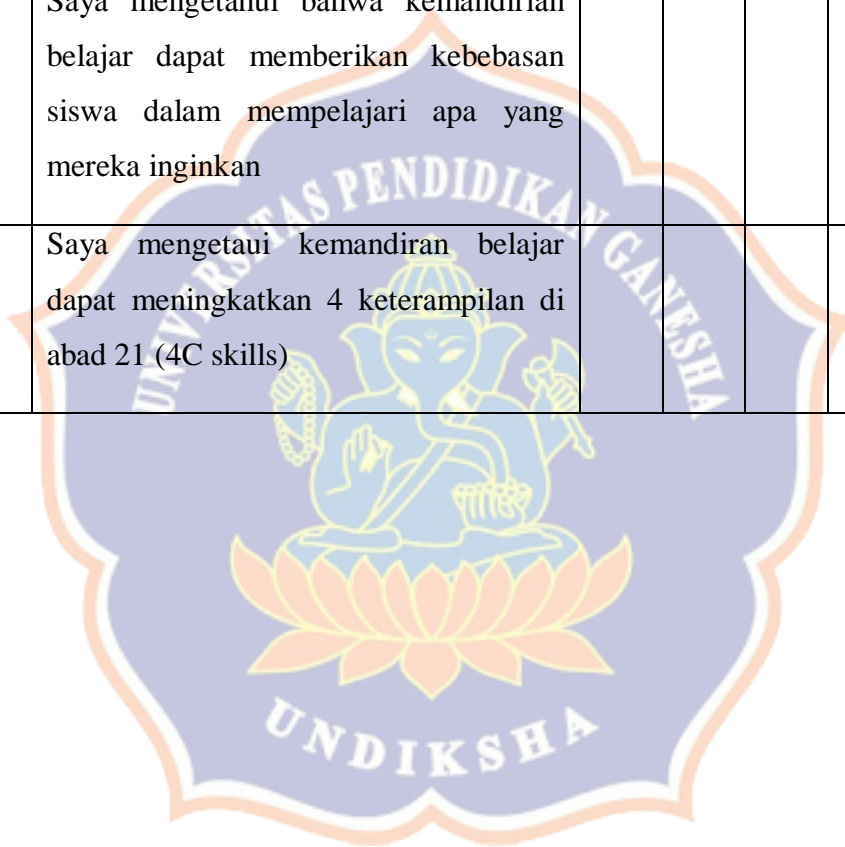 Saya mengetahui bahwa kemandirian
belajar dapat memberikan kebebasan
siswa dalam mempelajari apa yang
mereka inginkan
Saya mengetaui kemandiran belajar
dapat meningkatkan 4 keterampilan di
abad 21 (4C skills)
UNIVERSITAS PENDIDIKAN GANESHA
UNDIKSHA